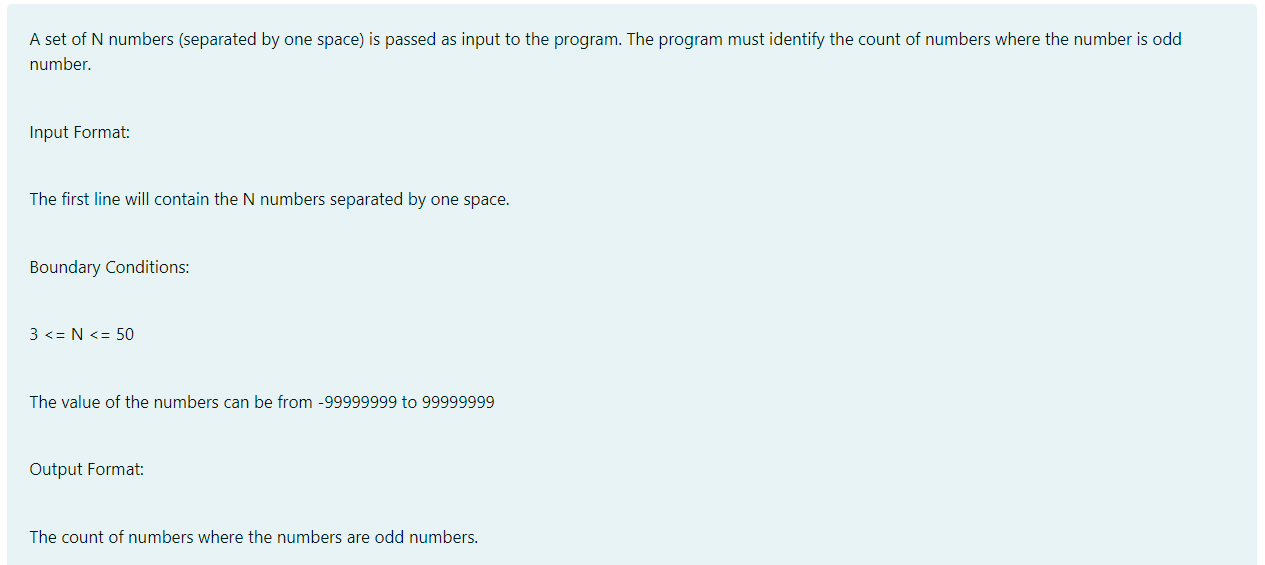 A set of N numbers (separated by one space) is passed as input to the program. The program must identify the count of numbers where the number is odd
number.
Input Format:
The first line will contain the N numbers separated by one space.
Boundary Conditions:
3 <= N <= 50
The value of the numbers can be from -99999999 to 99999999
Output Format:
The count of numbers where the numbers are odd numbers.